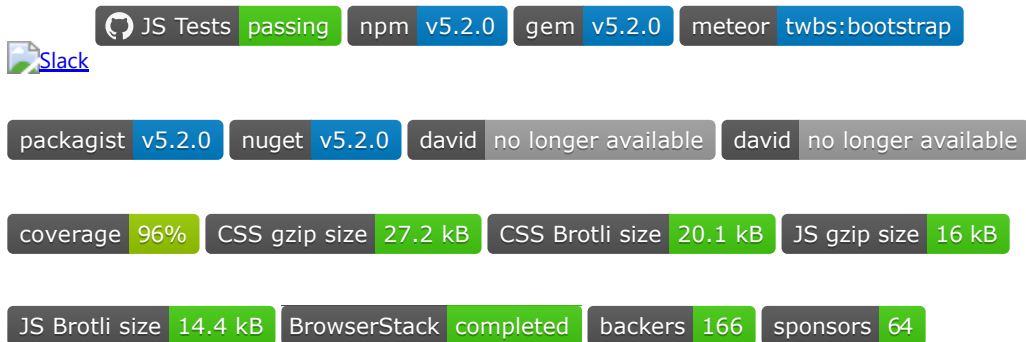 Slack JS Tests passing npm v5.2.0 gem v5.2.0 meteor twbs:bootstrap
packagist v5.2.0 nuget v5.2.0 david no longer available david no longer available
coverage 96% CSS gzip size 27.2 kB CSS Brotli size 20.1 kB JS gzip size 16 kB
JS Brotli size 14.4 kB BrowserStack completed backers 166 sponsors 64